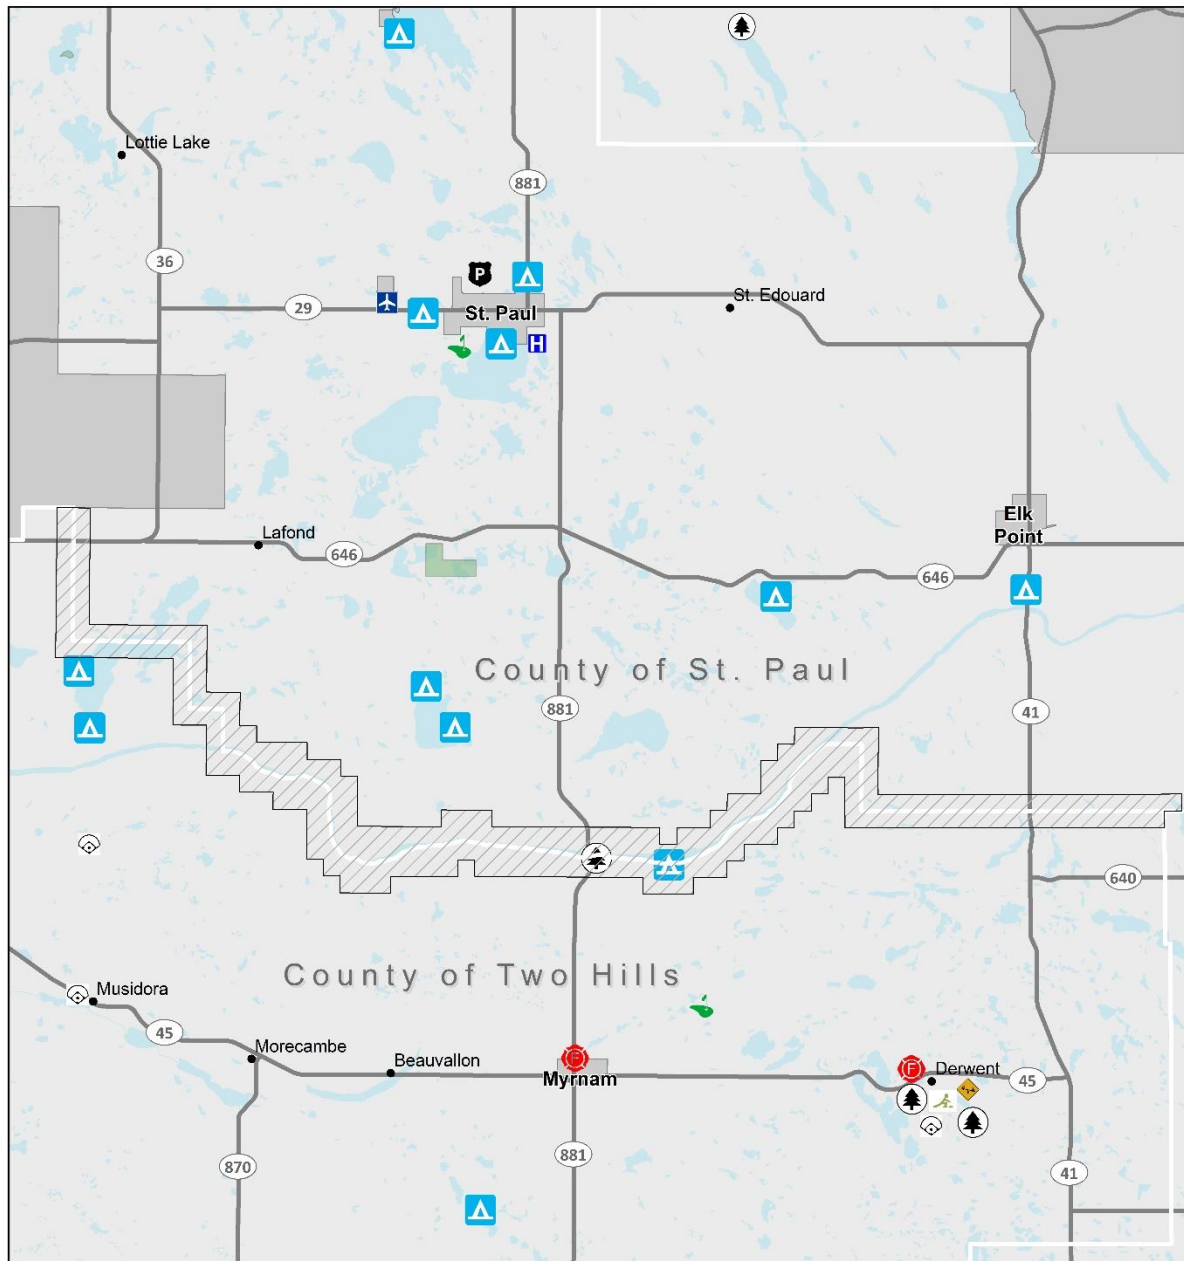 Lottie Lake
881
P
36
St. Edouard
29
St. Paul
H
Elk
Point
Lafond
646
646
County of St. Paul
881
41
640
County of Two Hills
Musidora
45
Morecambe
Beauvallon
F
Myrnam
F
Derwent
45
870
881
41